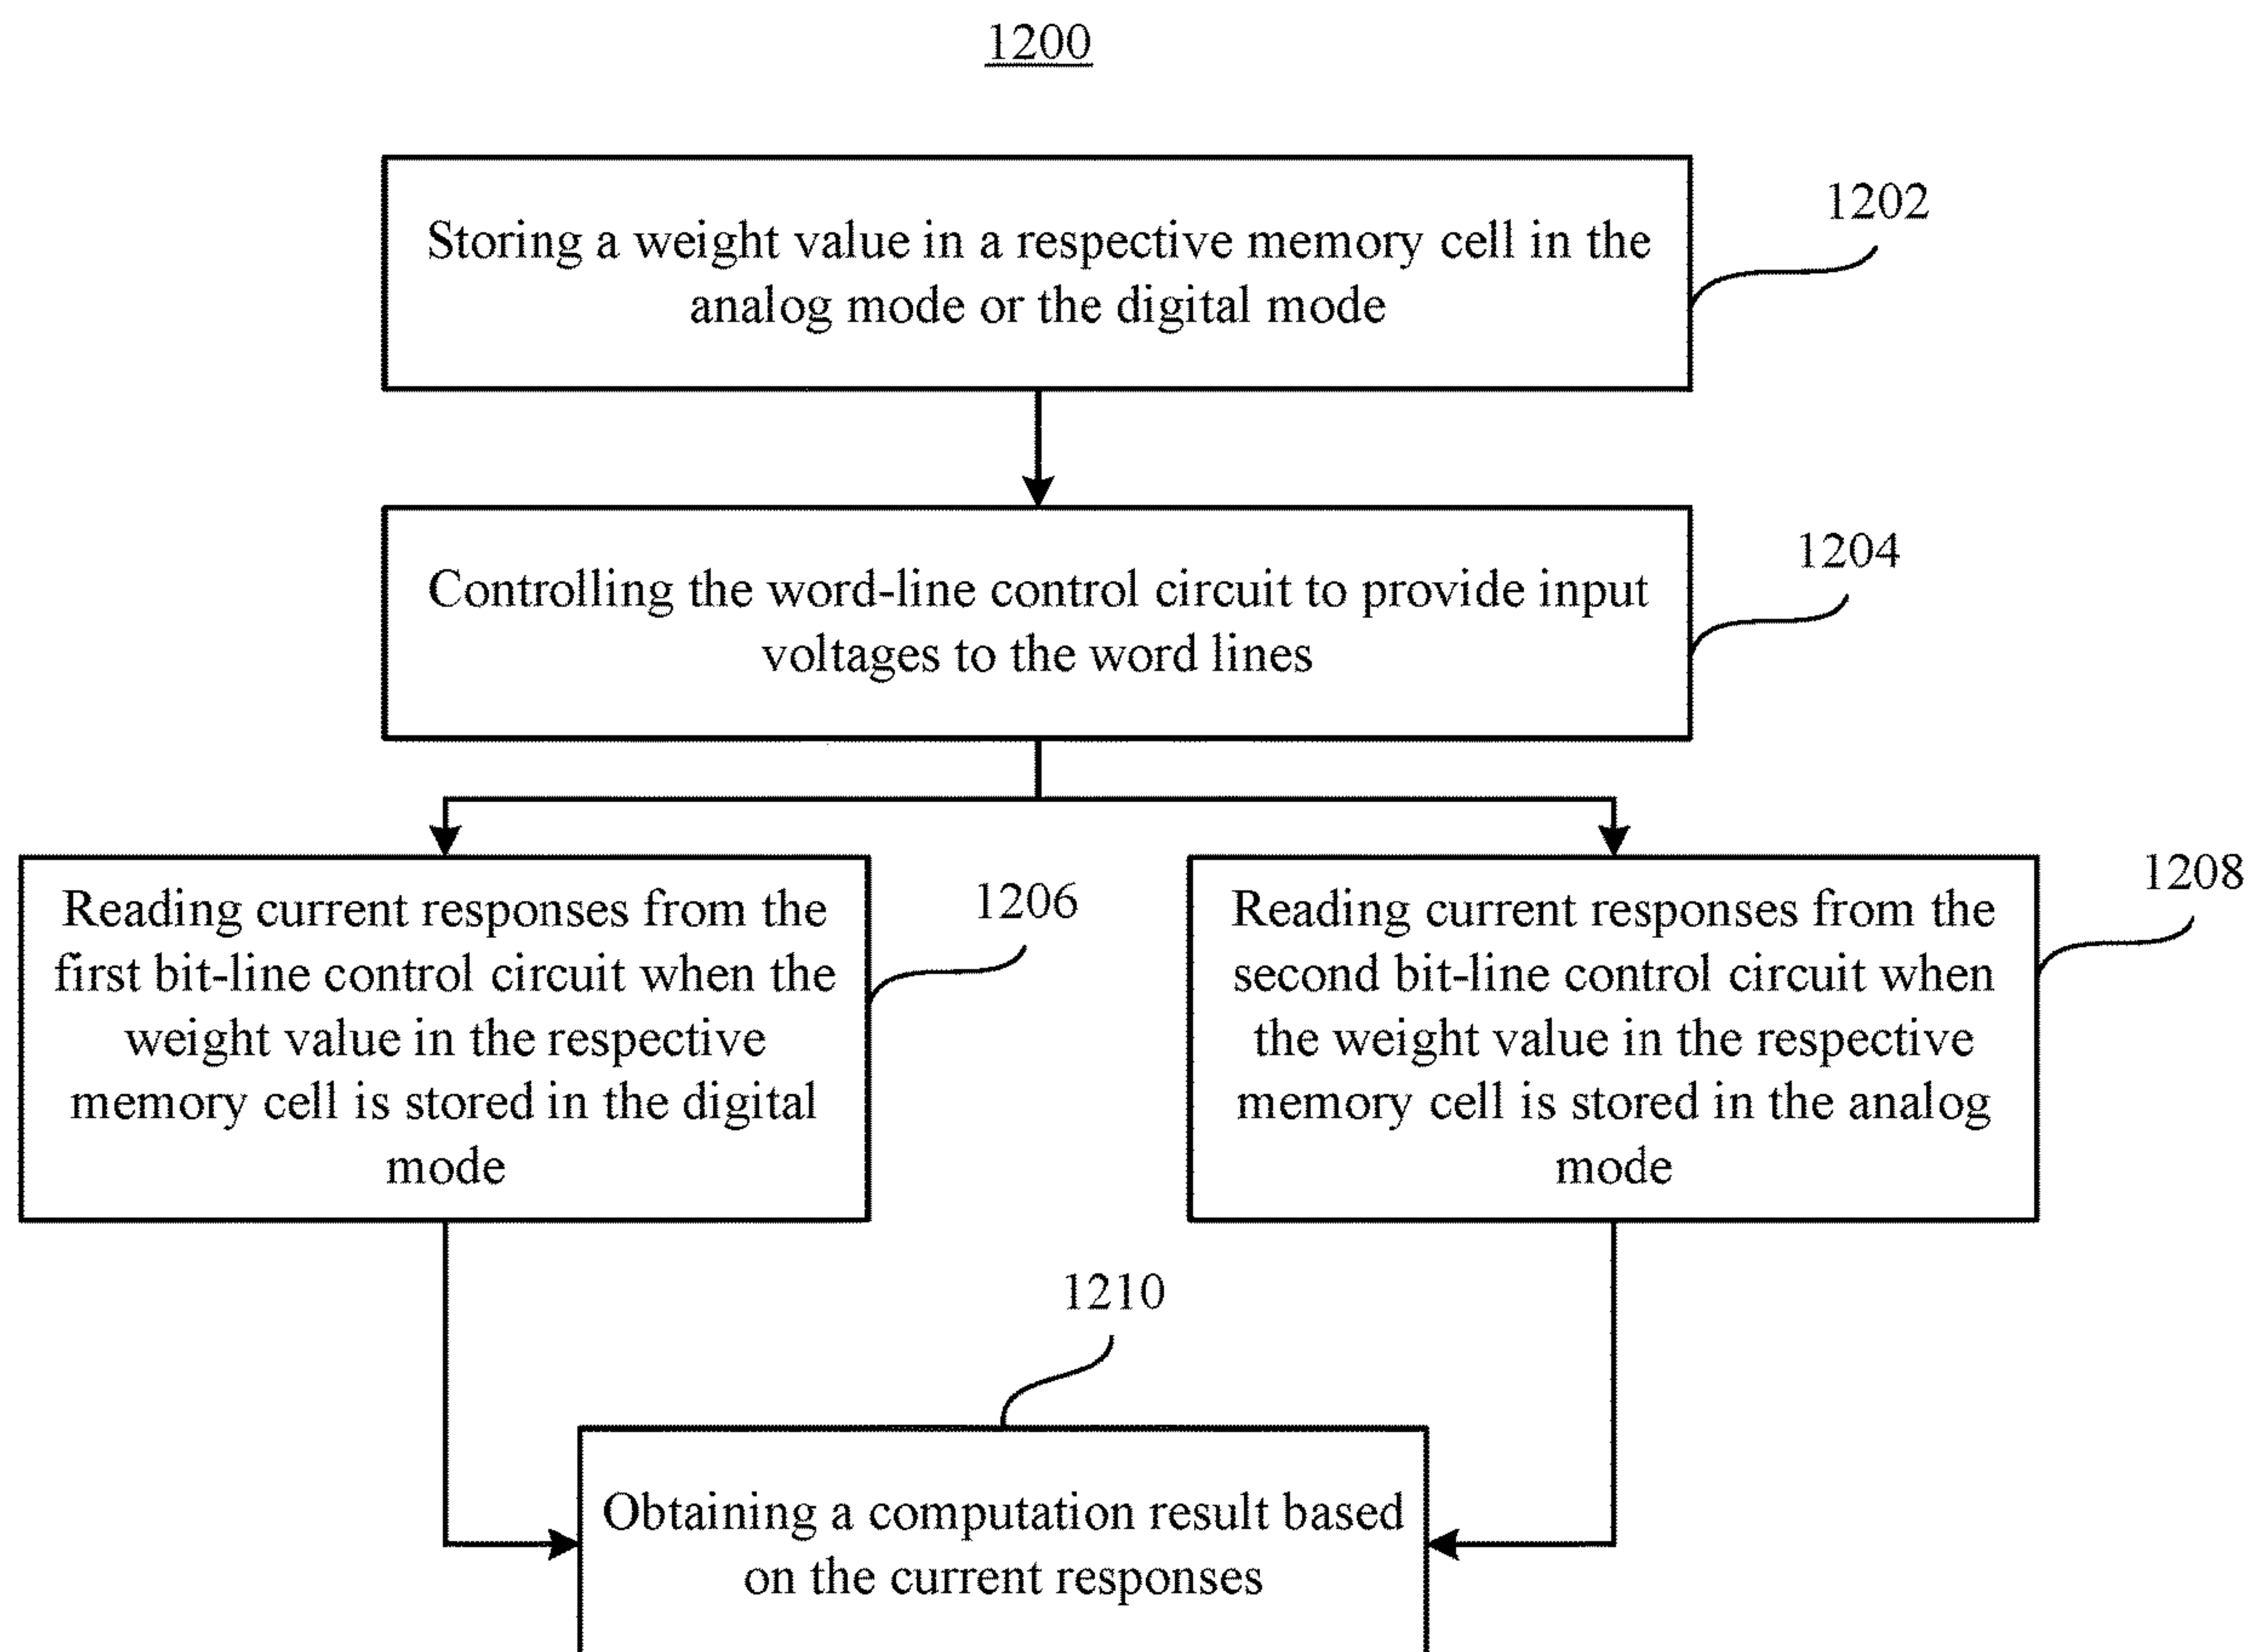 1200
1202
Storing a weight value in a respective memory cell in the
analog mode or the digital mode
1204
Controlling the word-line control circuit to provide input
voltages to the word lines
1206
Reading current responses from the
first bit-line control circuit when the
weight value in the respective
memory cell is stored in the digital
mode
1208
Reading current responses from the
second bit-line control circuit when
the weight value in the respective
memory cell is stored in the analog
mode
1210
Obtaining a computation result based
on the current responses